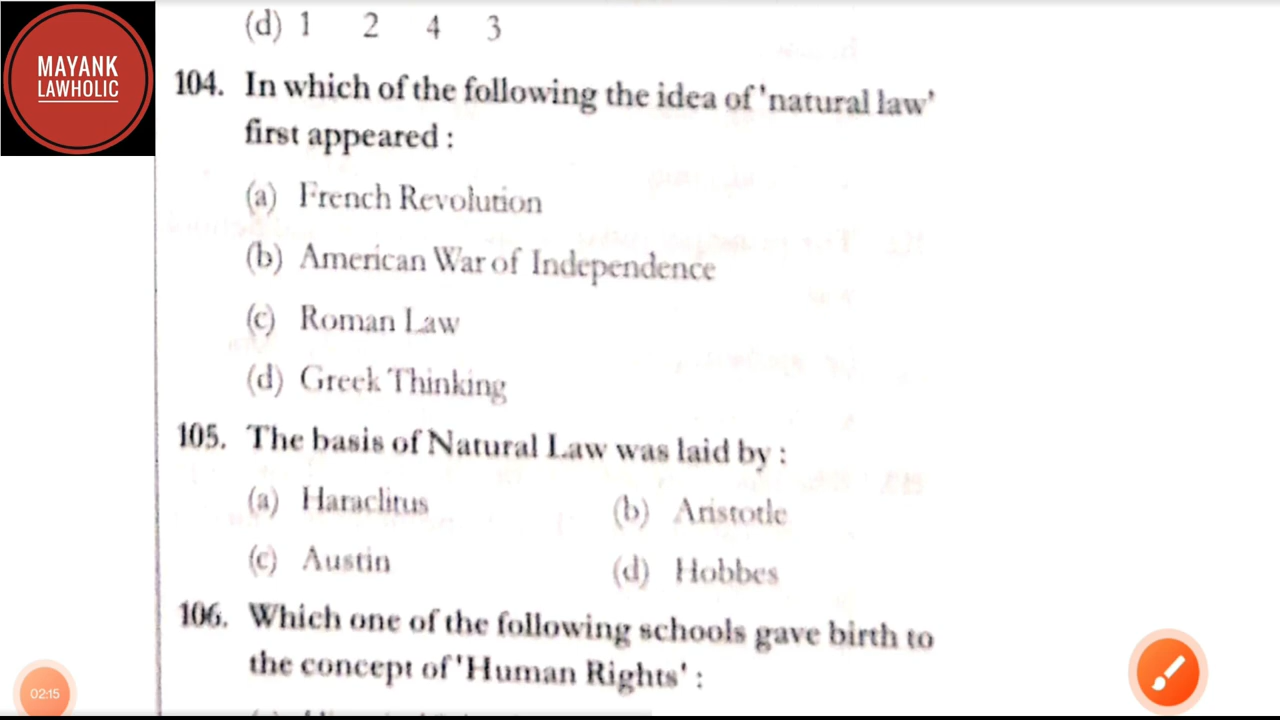 MAYANK
LAWHOLIC
(d) 1 2 4 3
104. In which of the following the idea of 'natural law'
first appeared :
(a) French Revolution
(b) American War of Independence
(c) Roman Law
(d) Greek Thinking
105. The basis of Natural Law was laid by :
(a) Haraclitus (b) Aristotle
(c) Austin (d) Hobbes
106. Which one of the following schools gave birth to
the concept of 'Human Rights' :
02:15